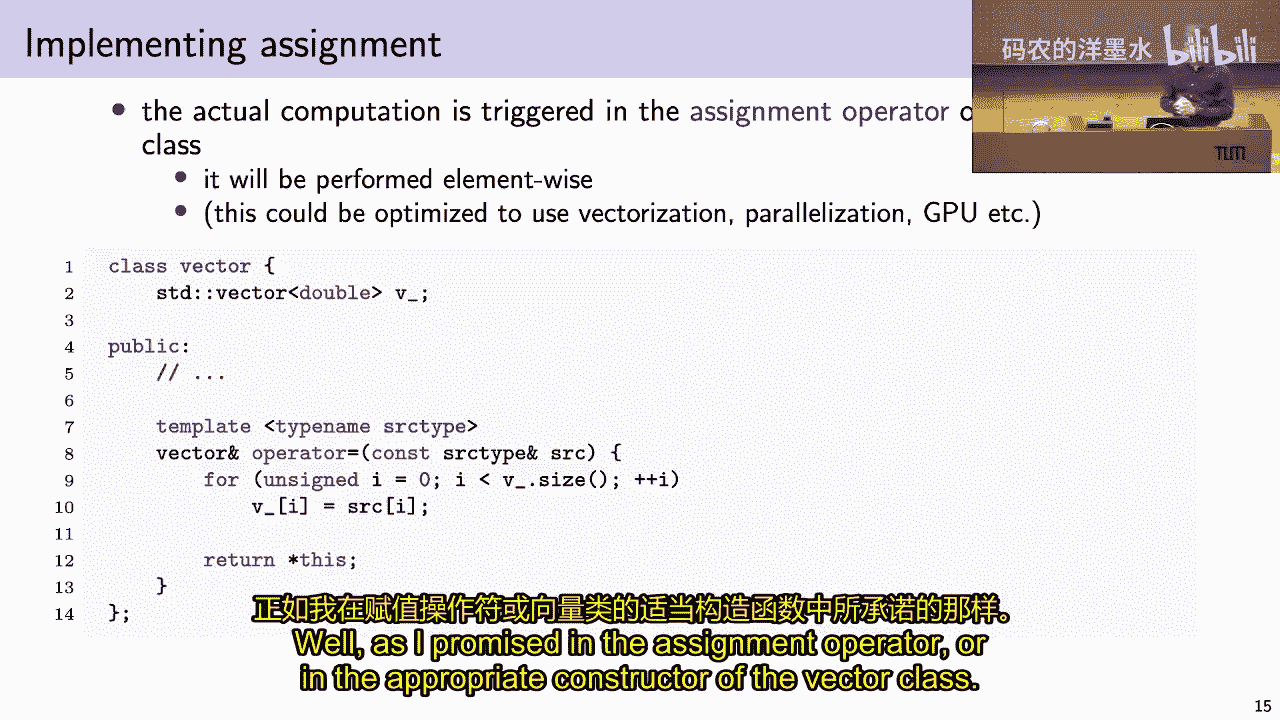 Implementing assignment
码农的洋墨水 bilibili
TUM
• the actual computation is triggered in the assignment operator
class
• it will be performed element-wise
• (this could be optimized to use vectorization, parallelization, GPU etc.)
1 class vector {
2 std::vector<double> v_;
3
4 public:
5 // ...
6
7 template <typename srctype>
8 vector& operator=(const srctype& src) {
9 for (unsigned i = 0; i < v_.size(); ++i)
10 v_[i] = src[i];
11
12 return *this;
13 }
14 };
正如我在赋值操作符或向量类的适当构造函数中所承诺的那样。
Well, as I promised in the assignment operator, or
in the appropriate constructor of the vector class.
15